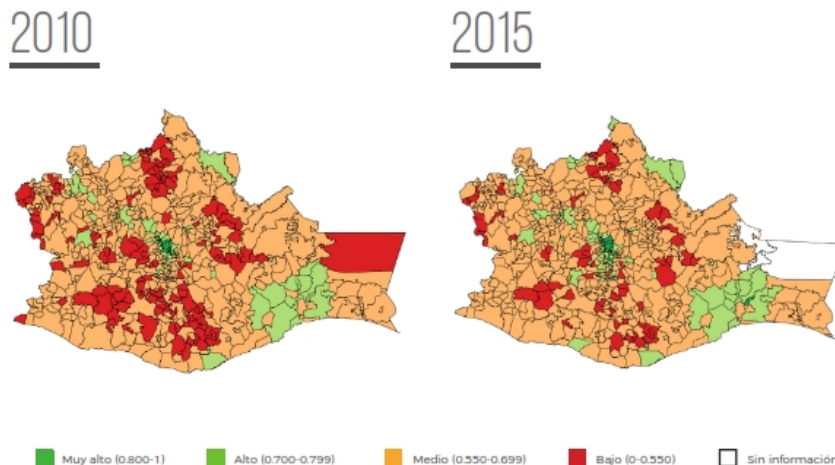 2010
2015
Muy alto (0.800-1)
Alto (0.700-0.799)
Medio (0.550-0.699)
Bajo (0-0.550)
Sin información